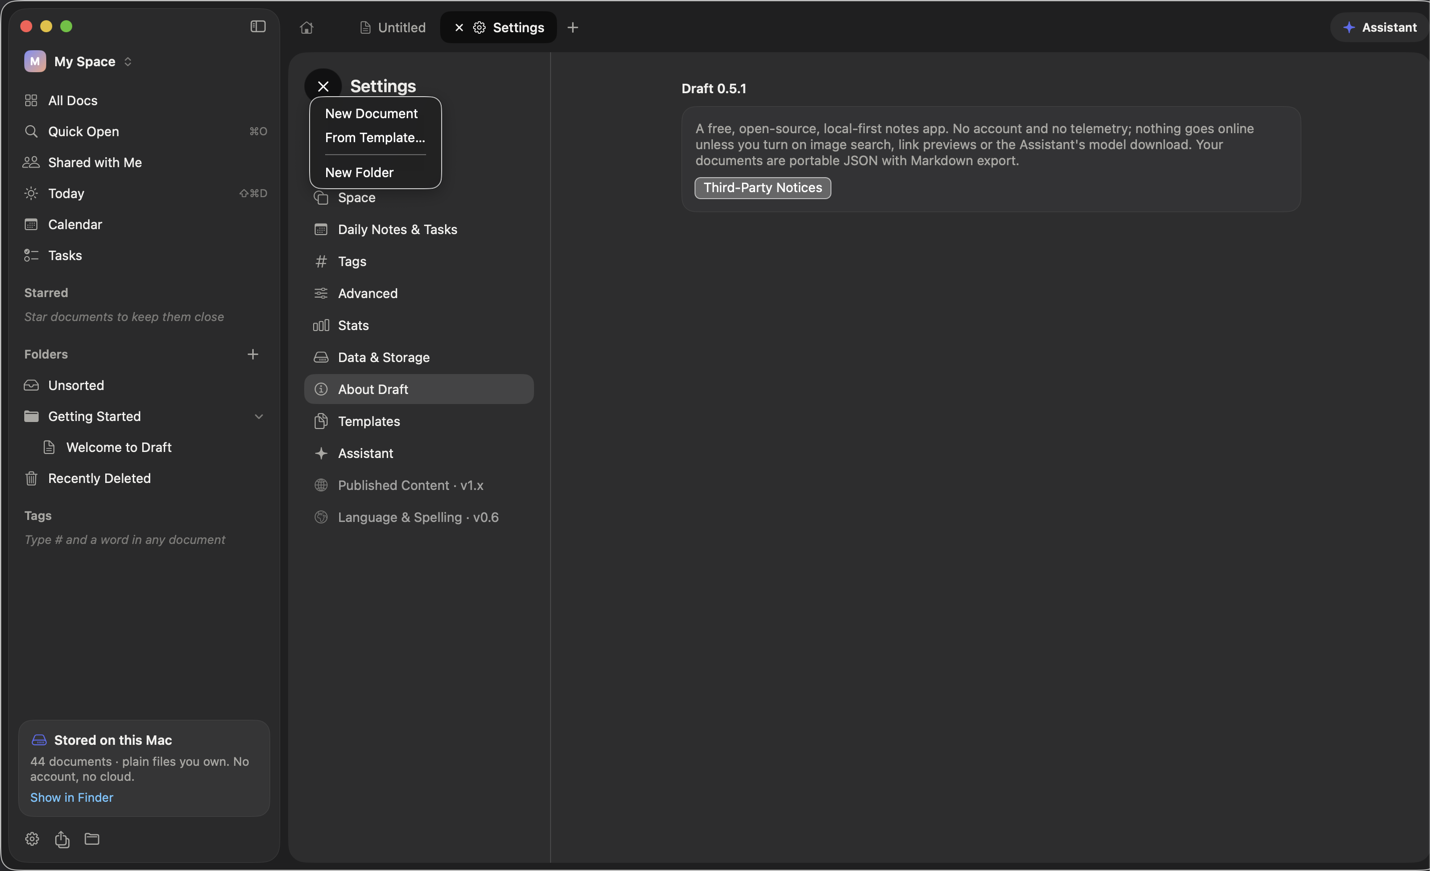 Untitled
Settings
Assistant
M My Space
All Docs
Quick Open ⌘O
Shared with Me
Today ⇧⌘D
Calendar
Tasks
Starred
Star documents to keep them close
Folders
Unsorted
Getting Started
Welcome to Draft
Recently Deleted
Tags
Type # and a word in any document
Stored on this Mac
44 documents · plain files you own. No
account, no cloud.
Show in Finder
Settings
New Document
From Template...
New Folder
Space
Daily Notes & Tasks
Tags
Advanced
Stats
Data & Storage
About Draft
Templates
Assistant
Published Content · v1.x
Language & Spelling · v0.6
Draft 0.5.1
A free, open-source, local-first notes app. No account and no telemetry; nothing goes online
unless you turn on image search, link previews or the Assistant's model download. Your
documents are portable JSON with Markdown export.
Third-Party Notices